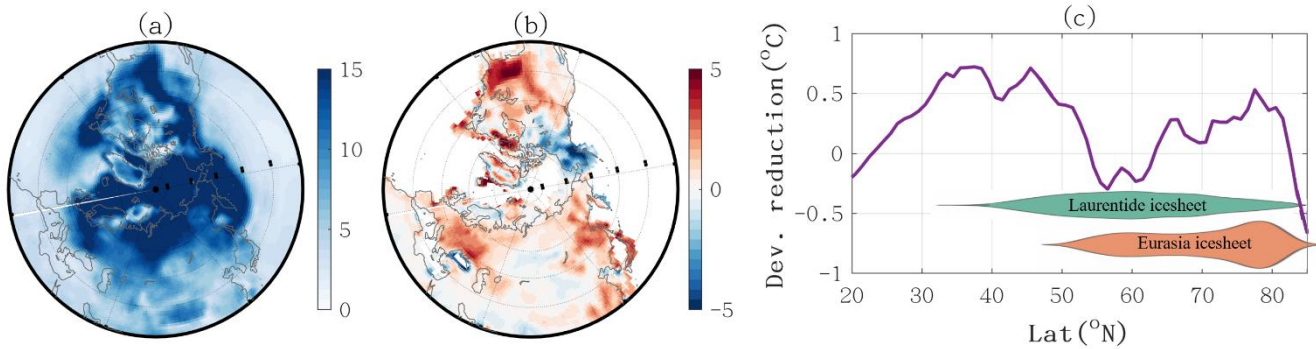 (a)
15
10
5
0
(b)
5
0
-5
(c)
Dev. reduction(°C)
1
0.5
0
-0.5
-1
Laurentide icesheet
Eurasia icesheet
20 30 40 50 60 70 80
Lat(°N)